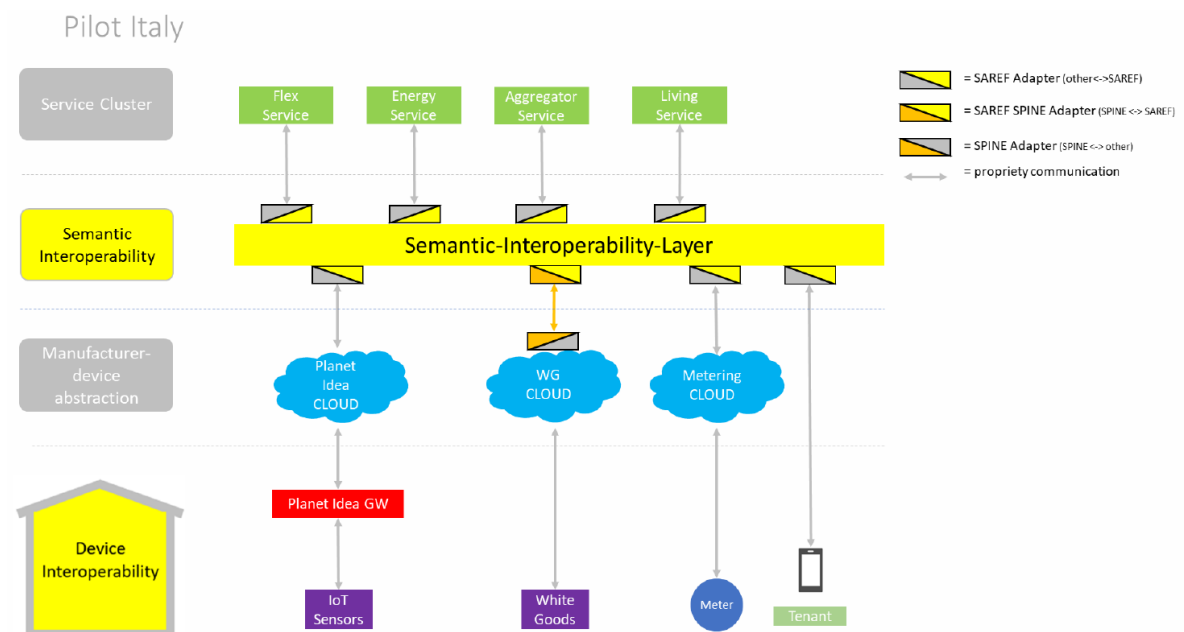 Pilot Italy
Service Cluster
Flex
Service
Energy
Service
Aggregator
Service
Living
Service
= SAREF Adapter (other<->SAREF)
= SAREF SPINE Adapter (SPINE <-> SAREF)
= SPINE Adapter (SPINE <-> other)
= propriety communication
Semantic
Interoperability
Semantic-Interoperability-Layer
Manufacturer-
device
abstraction
Planet
Idea
CLOUD
WG
CLOUD
Metering
CLOUD
Planet Idea GW
Device
Interoperability
IoT
Sensors
White
Goods
Meter
Tenant